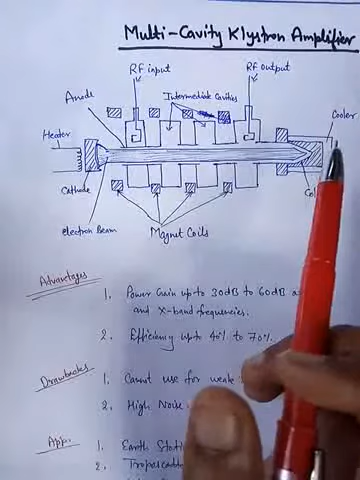 Multi-Cavity Klystron Amplifier
RF input
RF output
Anode
Intermediate Cavities
Cooler
Heater
Cathode
electron Beam
Magnet Coils
Advantages
1. Power Gain upto 30dB to 60dB
and X-band frequencies.
2. Efficiency upto 40% to 70%.
Drawbacks
1. Cannot use for weak
2. High Noise.
App.
1. Earth
2.